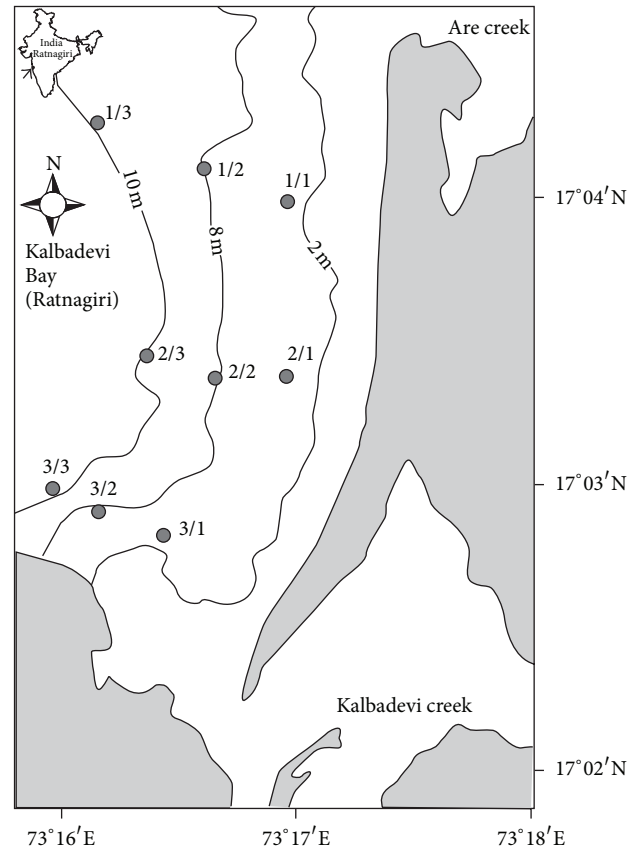 Are creek
India
Ratnagiri
1/3
N
10 m
1/2
1/1
17°04′N
8 m
2 m
Kalbadevi
Bay
(Ratnagiri)
2/3
2/2
2/1
3/3
17°03′N
3/2
3/1
Kalbadevi creek
17°02′N
73°16′E
73°17′E
73°18′E